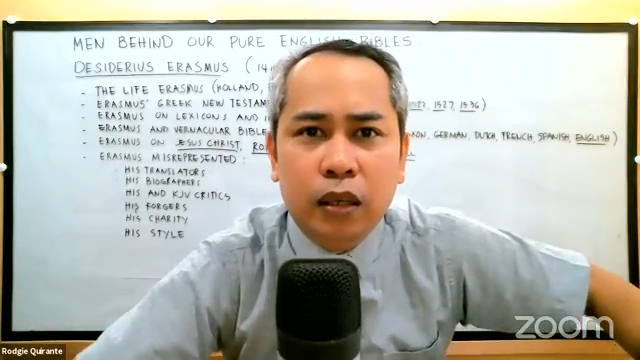 MEN BEHIND OUR PURE ENGLISH BIBLES.
DESIDERIUS ERASMUS (14
- THE LIFE ERASMUS (HOLLAND,
- ERASMUS' GREEK NEW TESTAME 1522, 1527, 1536)
- ERASMUS ON LEXICONS AND
- ERASMUS AND VERNACULAR BIBLE GERMAN, DUTCH, FRENCH, SPANISH, ENGLISH)
- ERASMUS ON JESUS CHRIST, RO
- ERASMUS MISREPRESENTED:
HIS TRANSLATORS
HIS BIOGRAPHERS
HIS AND KJV CRITICS
HIS FORGERS
HIS CHARITY
HIS STYLE
Rodgie Quirante
zoom